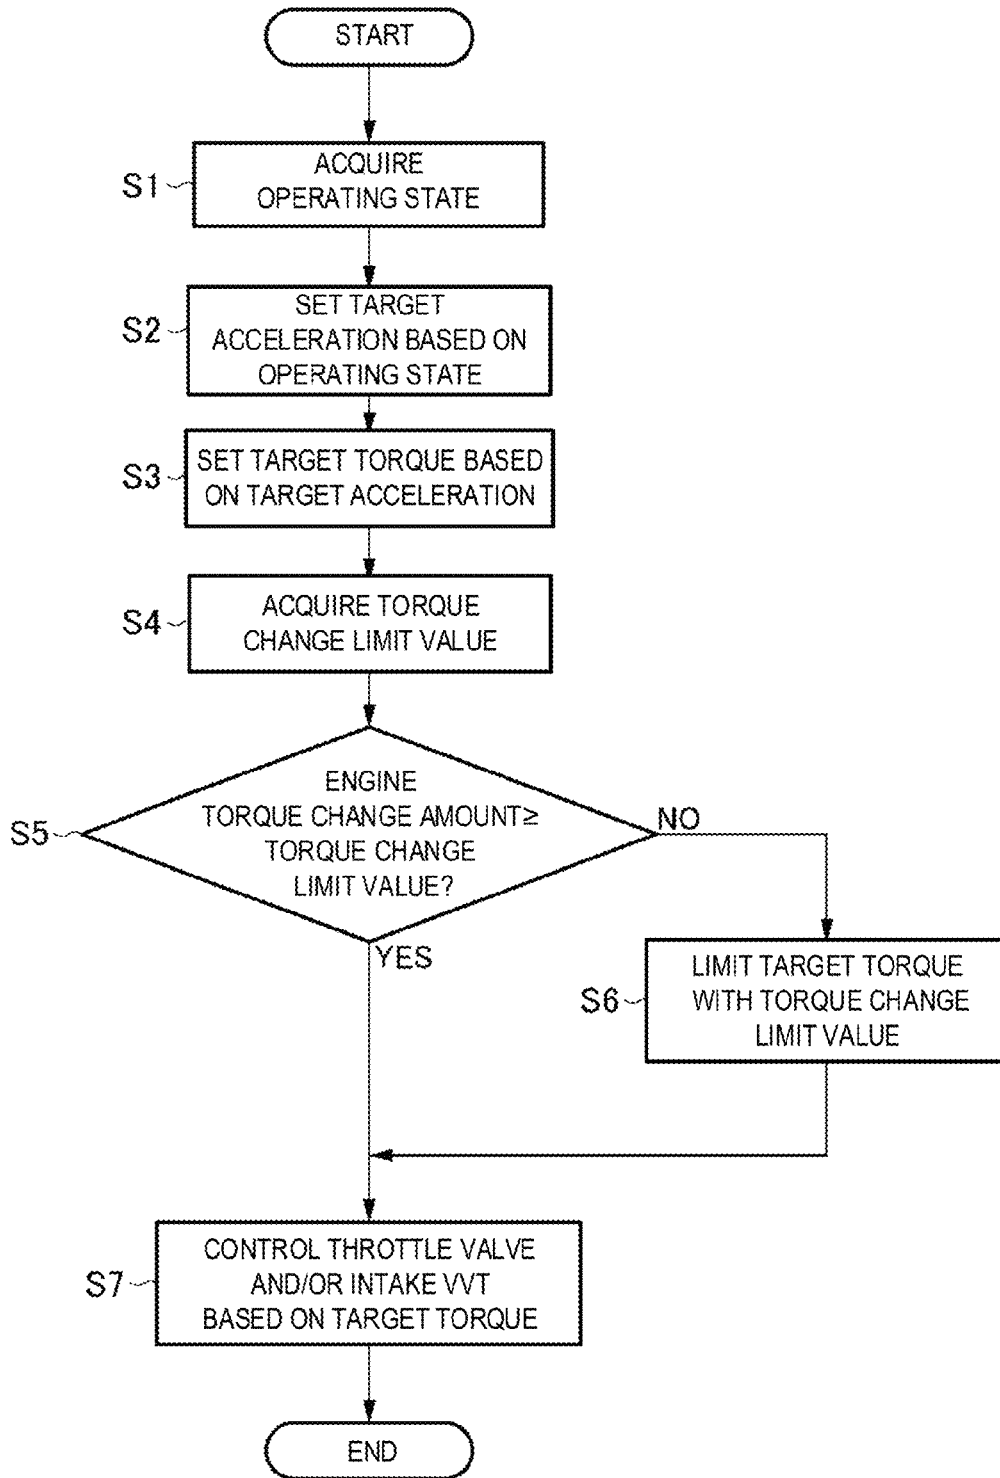 START
S1
ACQUIRE
OPERATING STATE
S2
SET TARGET
ACCELERATION BASED ON
OPERATING STATE
S3
SET TARGET TORQUE BASED
ON TARGET ACCELERATION
S4
ACQUIRE TORQUE
CHANGE LIMIT VALUE
S5
ENGINE
TORQUE CHANGE AMOUNT≥
TORQUE CHANGE
LIMIT VALUE?
NO
YES
S6
LIMIT TARGET TORQUE
WITH TORQUE CHANGE
LIMIT VALUE
S7
CONTROL THROTTLE VALVE
AND/OR INTAKE VVT
BASED ON TARGET TORQUE
END